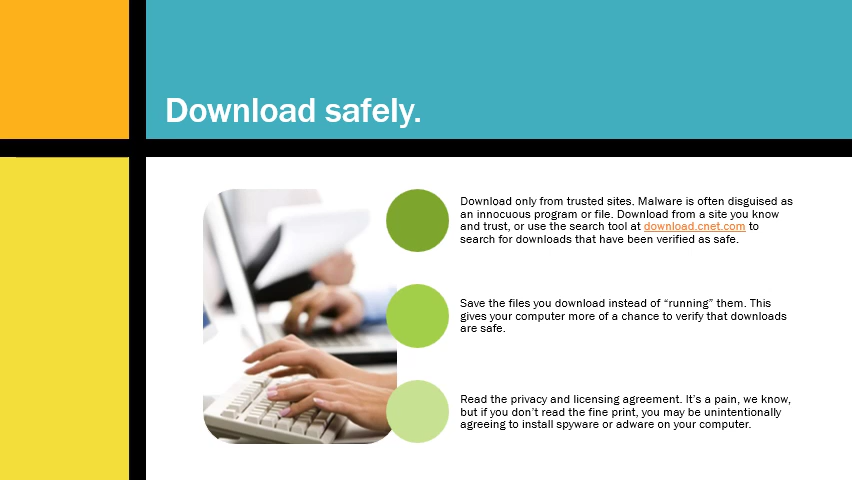 Download safely.
Download only from trusted sites. Malware is often disguised as
an innocuous program or file. Download from a site you know
and trust, or use the search tool at download.cnet.com to
search for downloads that have been verified as safe.
Save the files you download instead of “running” them. This
gives your computer more of a chance to verify that downloads
are safe.
Read the privacy and licensing agreement. It’s a pain, we know,
but if you don’t read the fine print, you may be unintentionally
agreeing to install spyware or adware on your computer.